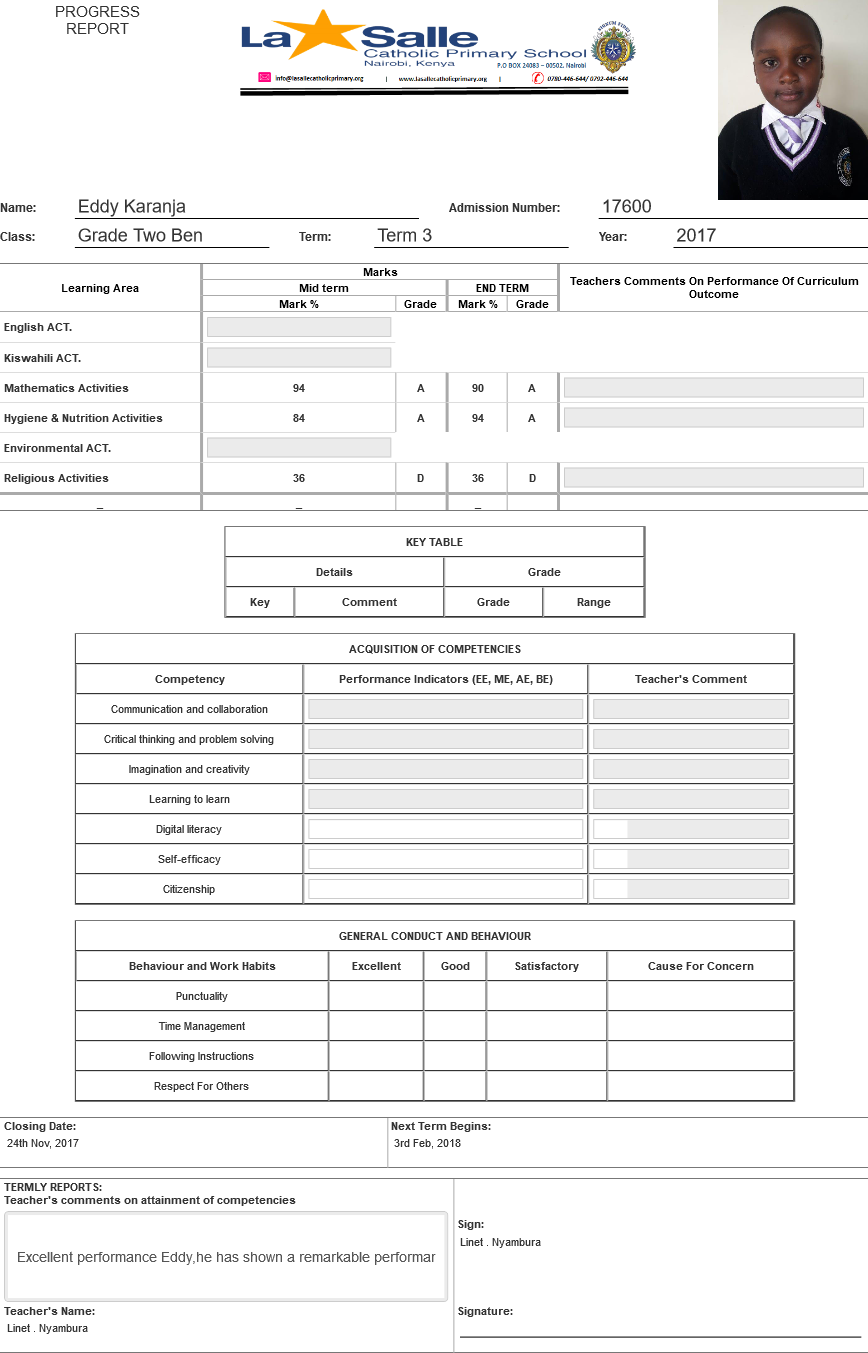 PROGRESS
REPORT
La Salle
Catholic Primary School
Nairobi, Kenya
P.O BOX 24083 – 00502, Nairobi
info@lasallecatholicprimary.org | www.lasallecatholicprimary.org | 0780-446-644/ 0792-446-644
Name: Eddy Karanja Admission Number: 17600
Class: Grade Two Ben Term: Term 3 Year: 2017
Learning Area Marks Teachers Comments On Performance Of Curriculum Outcome
Mid term END TERM
Mark % Grade Mark % Grade
English ACT.
Kiswahili ACT.
Mathematics Activities 94 A 90 A
Hygiene & Nutrition Activities 84 A 94 A
Environmental ACT.
Religious Activities 36 D 36 D
_ _ _
KEY TABLE
Details Grade
Key Comment Grade Range
ACQUISITION OF COMPETENCIES
Competency Performance Indicators (EE, ME, AE, BE) Teacher's Comment
Communication and collaboration
Critical thinking and problem solving
Imagination and creativity
Learning to learn
Digital literacy
Self-efficacy
Citizenship
GENERAL CONDUCT AND BEHAVIOUR
Behaviour and Work Habits Excellent Good Satisfactory Cause For Concern
Punctuality
Time Management
Following Instructions
Respect For Others
Closing Date: Next Term Begins:
24th Nov, 2017 3rd Feb, 2018
TERMLY REPORTS:
Teacher's comments on attainment of competencies
Sign:
Linet . Nyambura
Excellent performance Eddy,he has shown a remarkable performar
Teacher's Name: Signature:
Linet . Nyambura